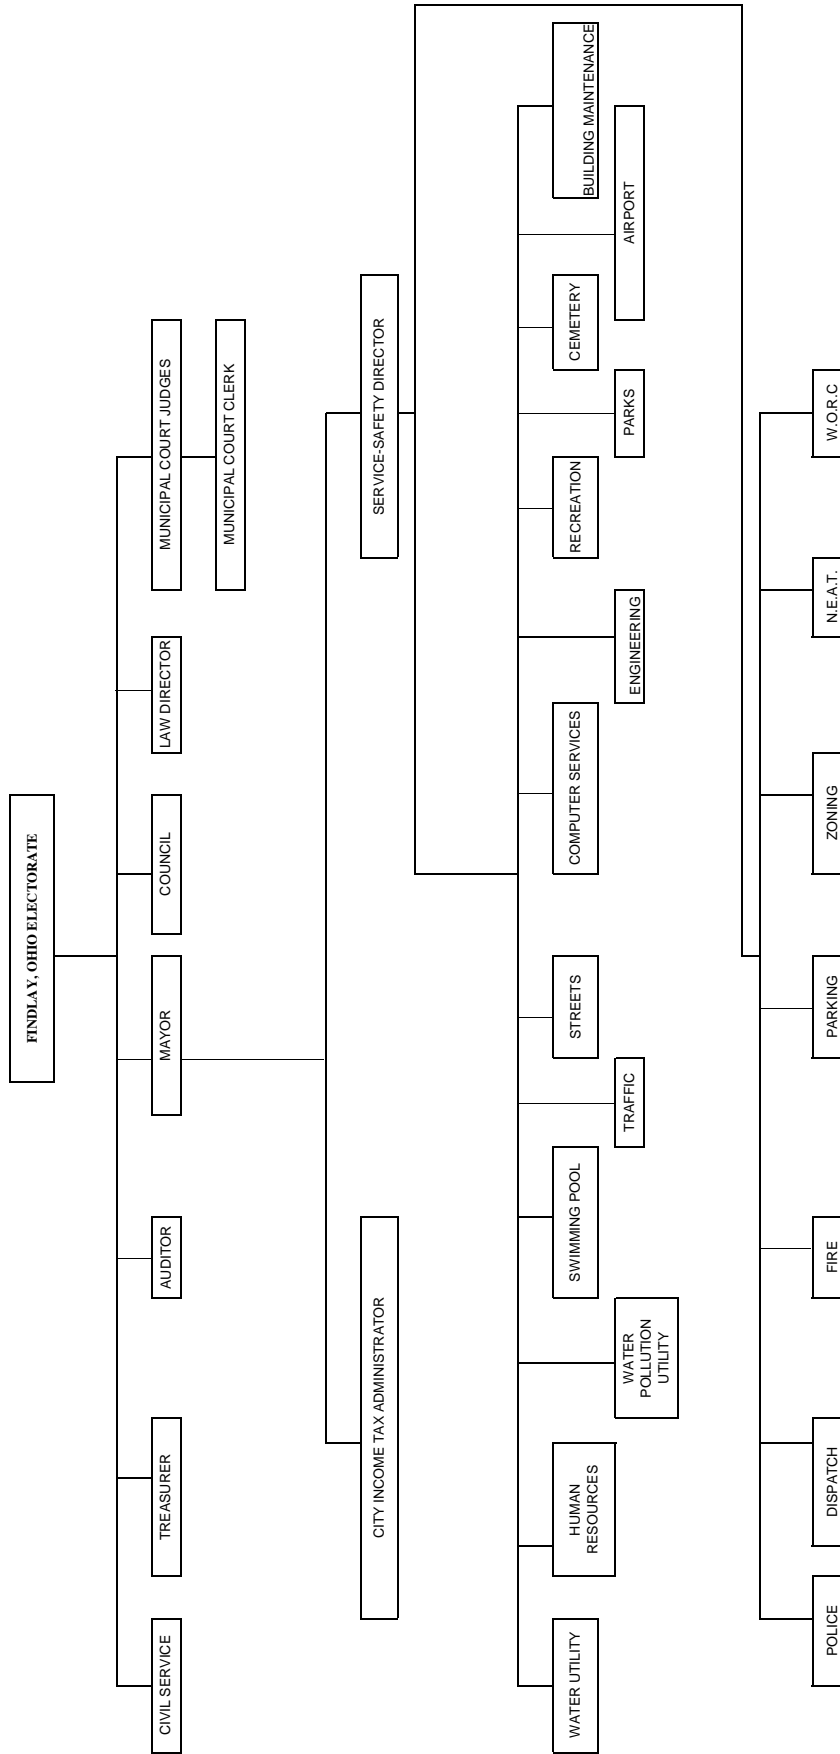 FINDLAY, OHIO ELECTORATE
CIVIL SERVICE
TREASURER
AUDITOR
MAYOR
COUNCIL
LAW DIRECTOR
MUNICIPAL COURT JUDGES
MUNICIPAL COURT CLERK
CITY INCOME TAX ADMINISTRATOR
SERVICE-SAFETY DIRECTOR
WATER UTILITY
HUMAN
RESOURCES
WATER
POLLUTION
UTILITY
SWIMMING POOL
TRAFFIC
STREETS
COMPUTER SERVICES
ENGINEERING
RECREATION
PARKS
CEMETERY
AIRPORT
BUILDING MAINTENANCE
POLICE
DISPATCH
FIRE
PARKING
ZONING
N.E.A.T.
W.O.R.C